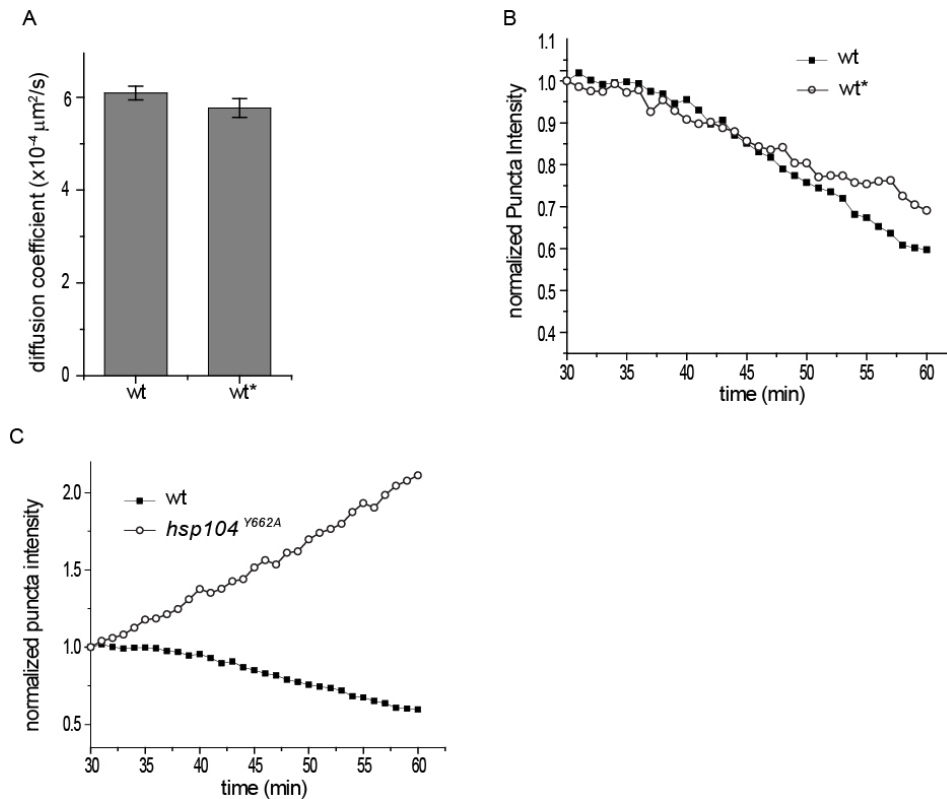 A
diffusion coefficient (x10⁻⁴ μm²/s)
6
4
2
0
wt
wt*
B
normalized Puncta Intensity
1.1
1.0
0.9
0.8
0.7
0.6
0.5
0.4
wt
wt*
30 35 40 45 50 55 60
time (min)
C
normalized puncta intensity
2.0
1.5
1.0
0.5
wt
hsp104 Y662A
30 35 40 45 50 55 60
time (min)